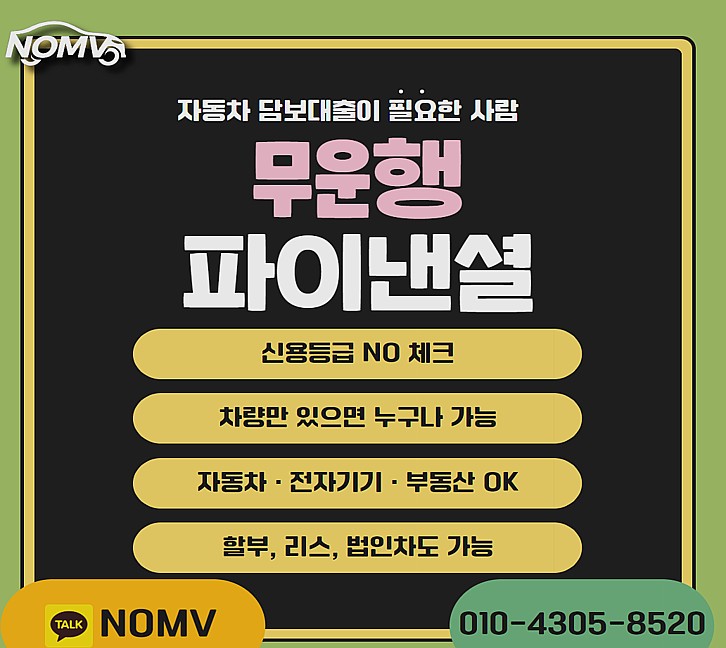 NOMV
자동차 담보대출이 필요한 사람
무운행
파이낸셜
신용등급 NO 체크
차량만 있으면 누구나 가능
자동차 · 전자기기 · 부동산 OK
할부, 리스, 법인차도 가능
TALK NOMV
010-4305-8520